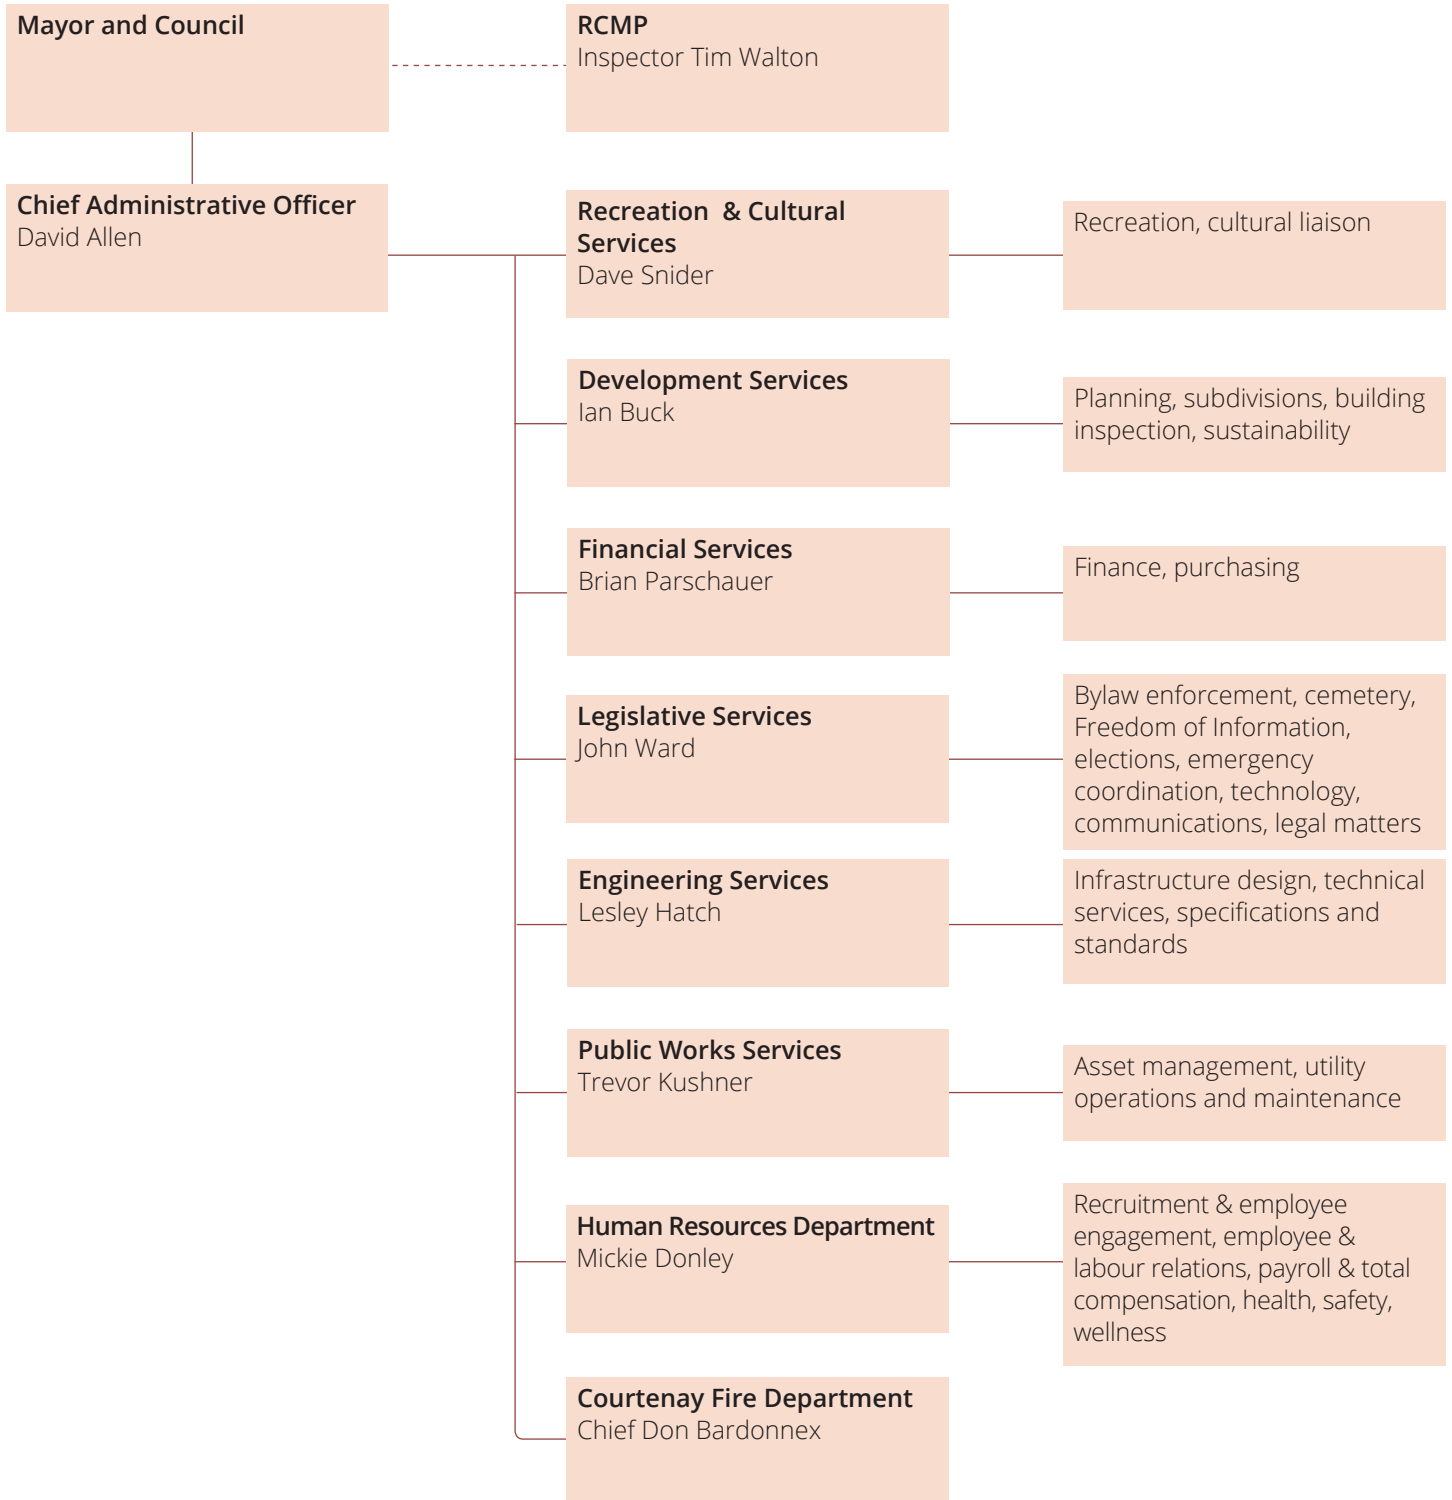 Mayor and Council
RCMP
Inspector Tim Walton
Chief Administrative Officer
David Allen
Recreation & Cultural
Services
Dave Snider
Recreation, cultural liaison
Development Services
Ian Buck
Planning, subdivisions, building
inspection, sustainability
Financial Services
Brian Parschauer
Finance, purchasing
Legislative Services
John Ward
Bylaw enforcement, cemetery,
Freedom of Information,
elections, emergency
coordination, technology,
communications, legal matters
Engineering Services
Lesley Hatch
Infrastructure design, technical
services, specifications and
standards
Public Works Services
Trevor Kushner
Asset management, utility
operations and maintenance
Human Resources Department
Mickie Donley
Recruitment & employee
engagement, employee &
labour relations, payroll & total
compensation, health, safety,
wellness
Courtenay Fire Department
Chief Don Bardonnex